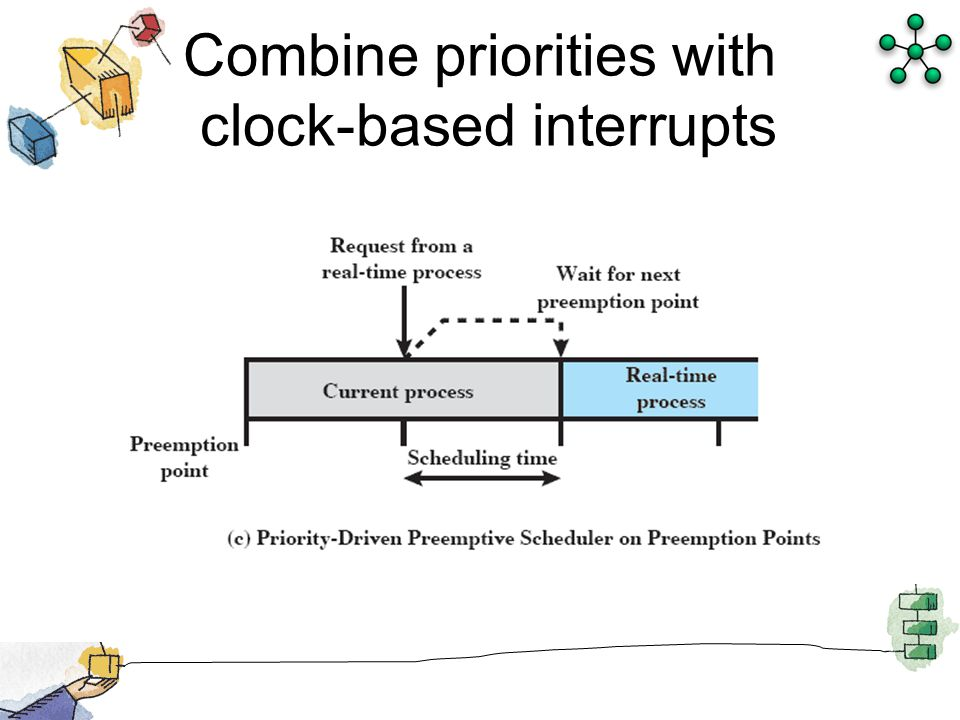 Combine priorities with
clock-based interrupts
Request from a
real-time process
Wait for next
preemption point
Current process
Real-time
process
Preemption
point
Scheduling time
(c) Priority-Driven Preemptive Scheduler on Preemption Points